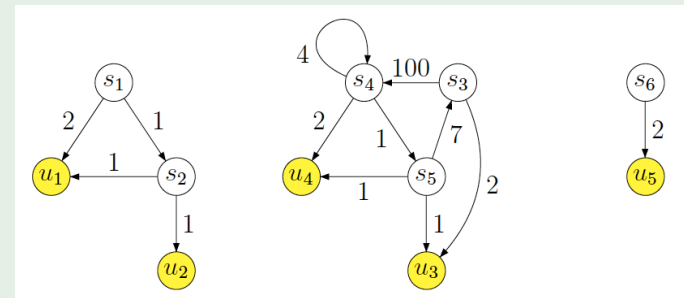 4
s₄ 100 s₃
s₁ s₆
2 1 2 1 7 2
1
u₁ s₂ u₄ s₅ 2 u₅
1
1 1
u₂ u₃